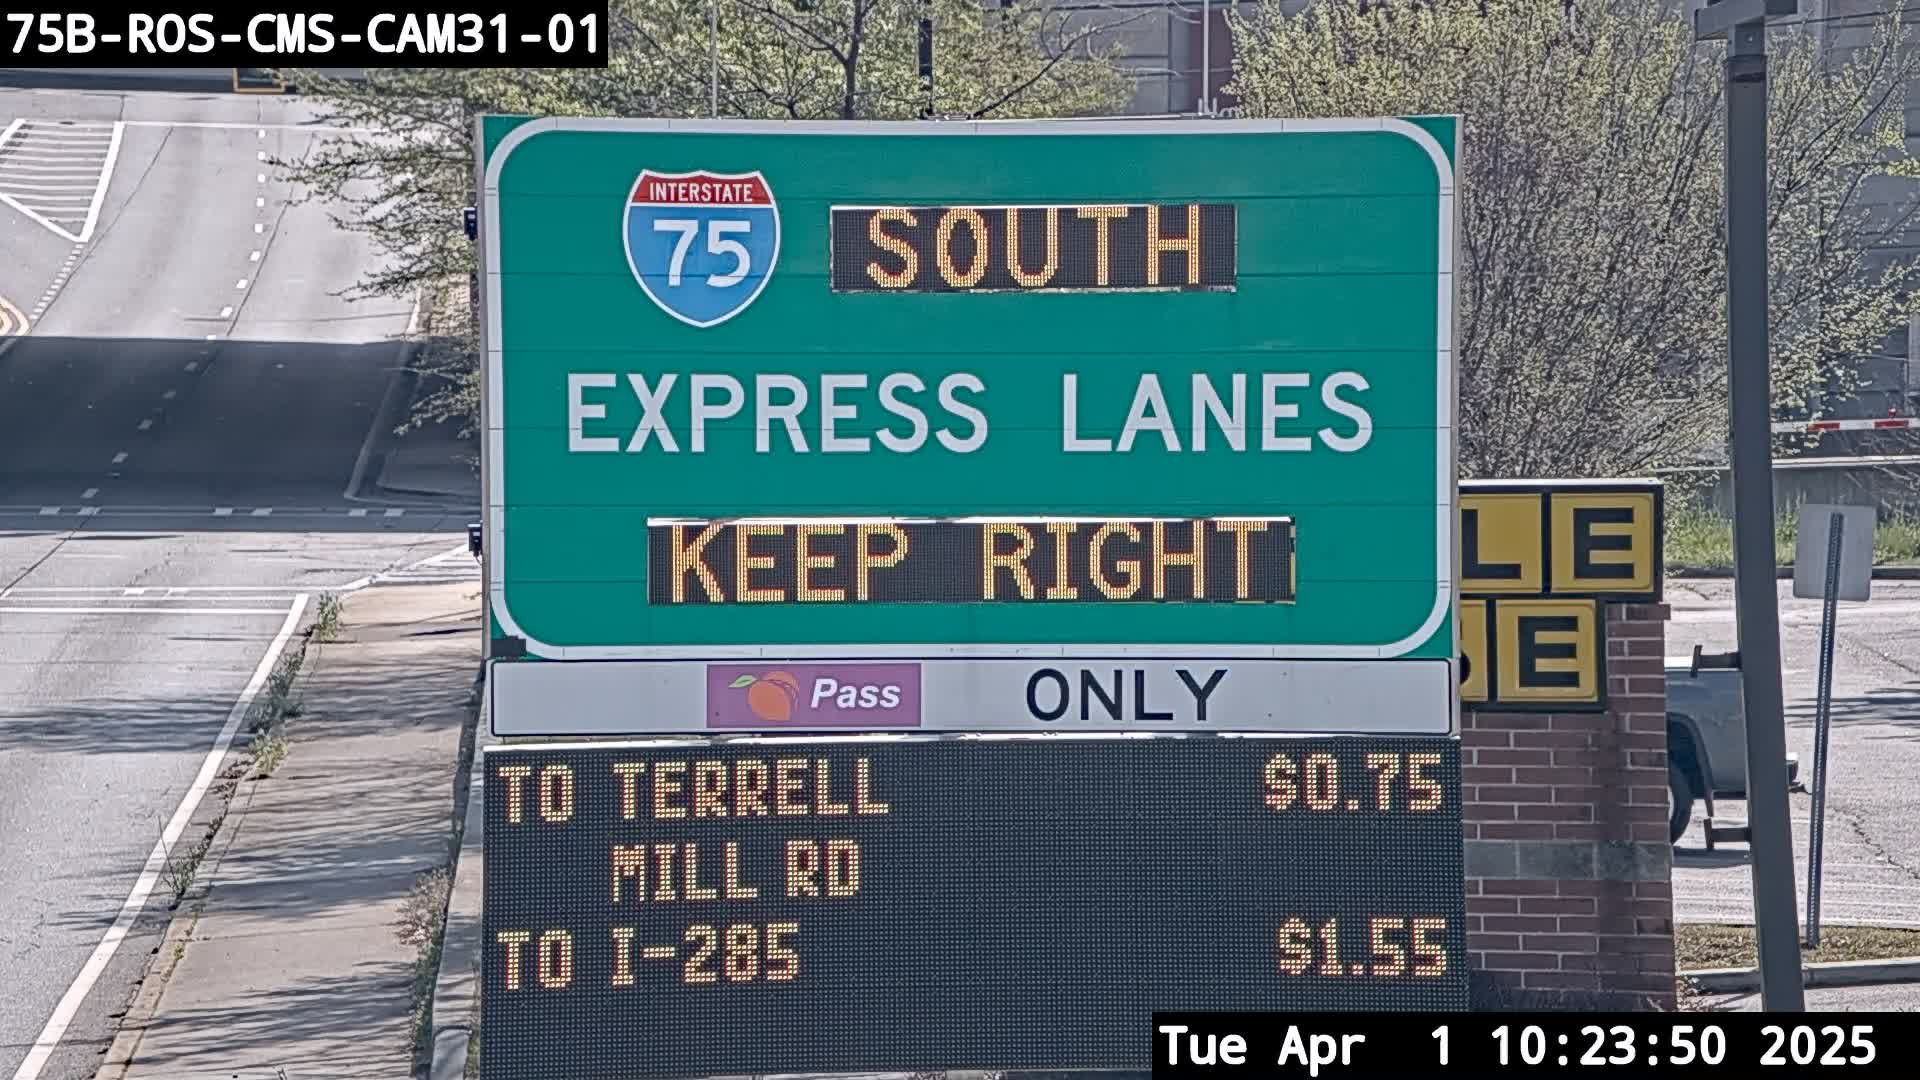 75B-ROS-CMS-CAM31-01
INTERSTATE
75
SOUTH
EXPRESS LANES
KEEP RIGHT
Pass ONLY
TO TERRELL $0.75
MILL RD
TO I-285 $1.55
LE
E
Tue Apr 1 10:23:50 2025